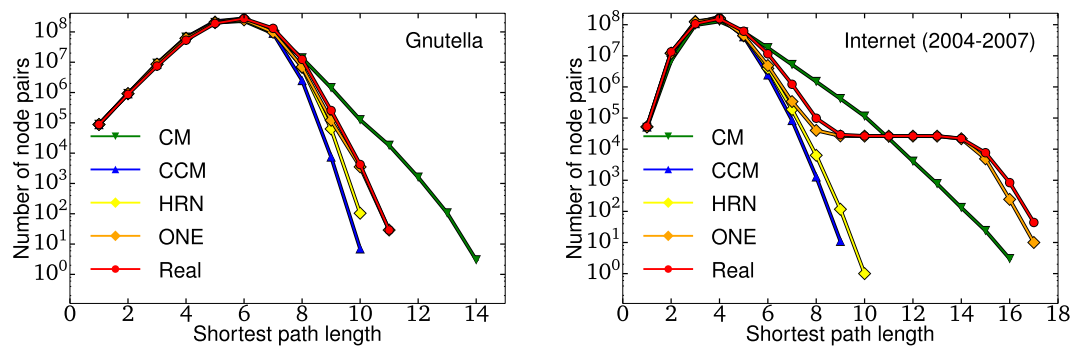 Gnutella
Number of node pairs
10^8
10^7
10^6
10^5
10^4
10^3
10^2
10^1
10^0
CM
CCM
HRN
ONE
Real
0 2 4 6 8 10 12 14
Shortest path length
Internet (2004-2007)
Number of node pairs
10^8
10^7
10^6
10^5
10^4
10^3
10^2
10^1
10^0
CM
CCM
HRN
ONE
Real
0 2 4 6 8 10 12 14 16 18
Shortest path length